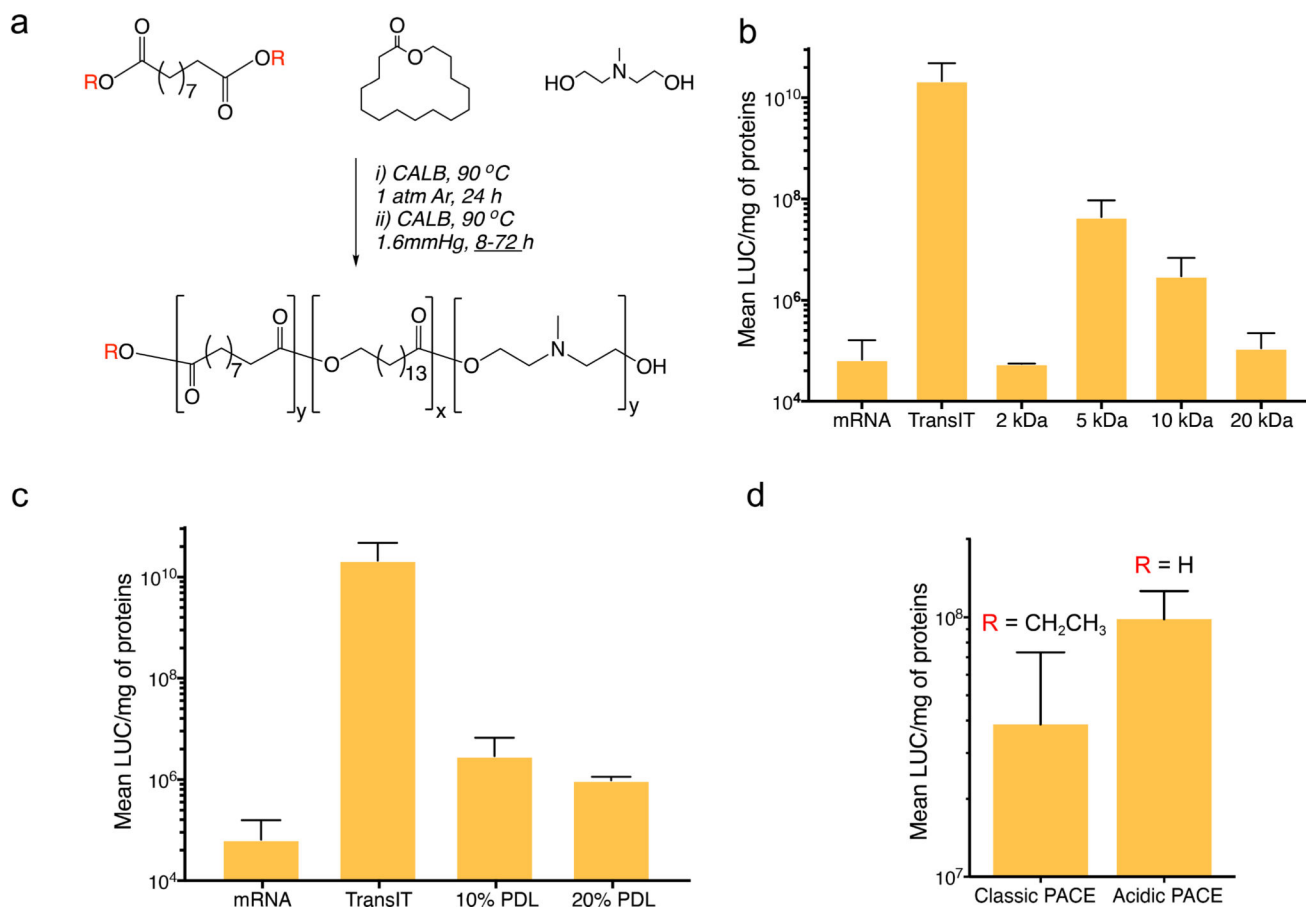 a
RO
OR
7
O
O
O
O
N
HO
OH
i) CALB, 90 °C
1 atm Ar, 24 h
ii) CALB, 90 °C
1.6mmHg, 8-72 h
RO
O
7
O
y
O
13
O
x
O
N
OH
y
b
Mean LUC/mg of proteins
10^10
10^8
10^6
10^4
mRNA TransIT 2 kDa 5 kDa 10 kDa 20 kDa
c
Mean LUC/mg of proteins
10^10
10^8
10^6
10^4
mRNA TransIT 10% PDL 20% PDL
d
Mean LUC/mg of proteins
10^8
10^7
R = CH₂CH₃
R = H
Classic PACE Acidic PACE